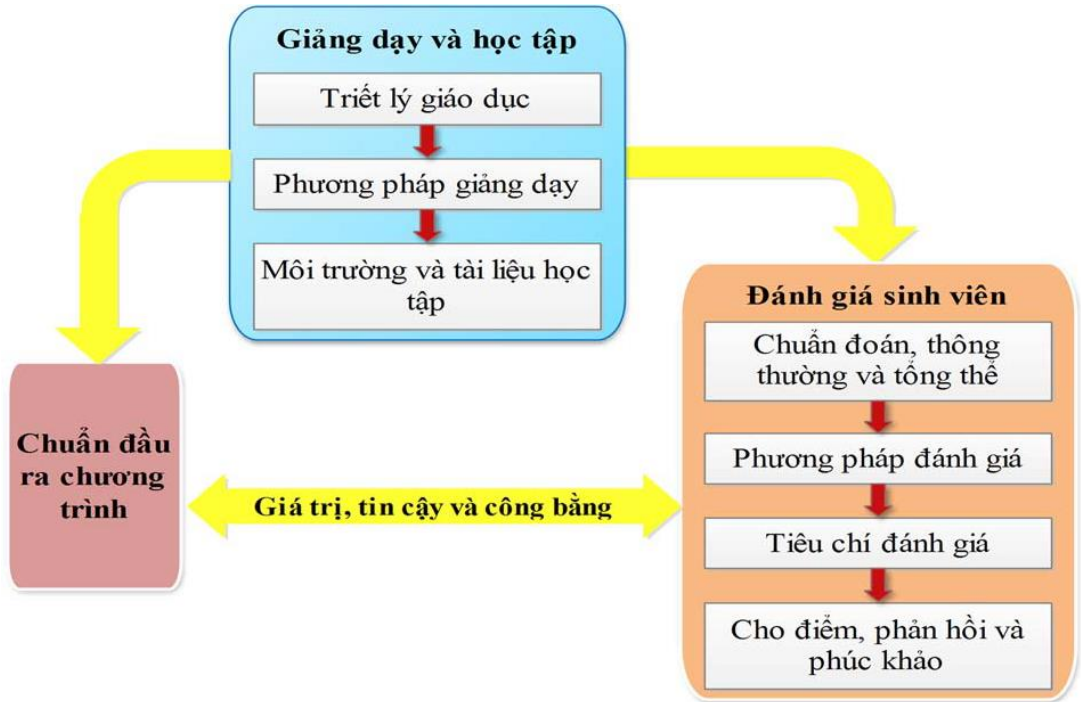 Giảng dạy và học tập
Triết lý giáo dục
Phương pháp giảng dạy
Môi trường và tài liệu học
tập
Đánh giá sinh viên
Chuẩn đoán, thông
thường và tổng thể
Phương pháp đánh giá
Tiêu chí đánh giá
Cho điểm, phản hồi và
phúc khảo
Chuẩn đầu
ra chương
trình
Giá trị, tin cậy và công bằng